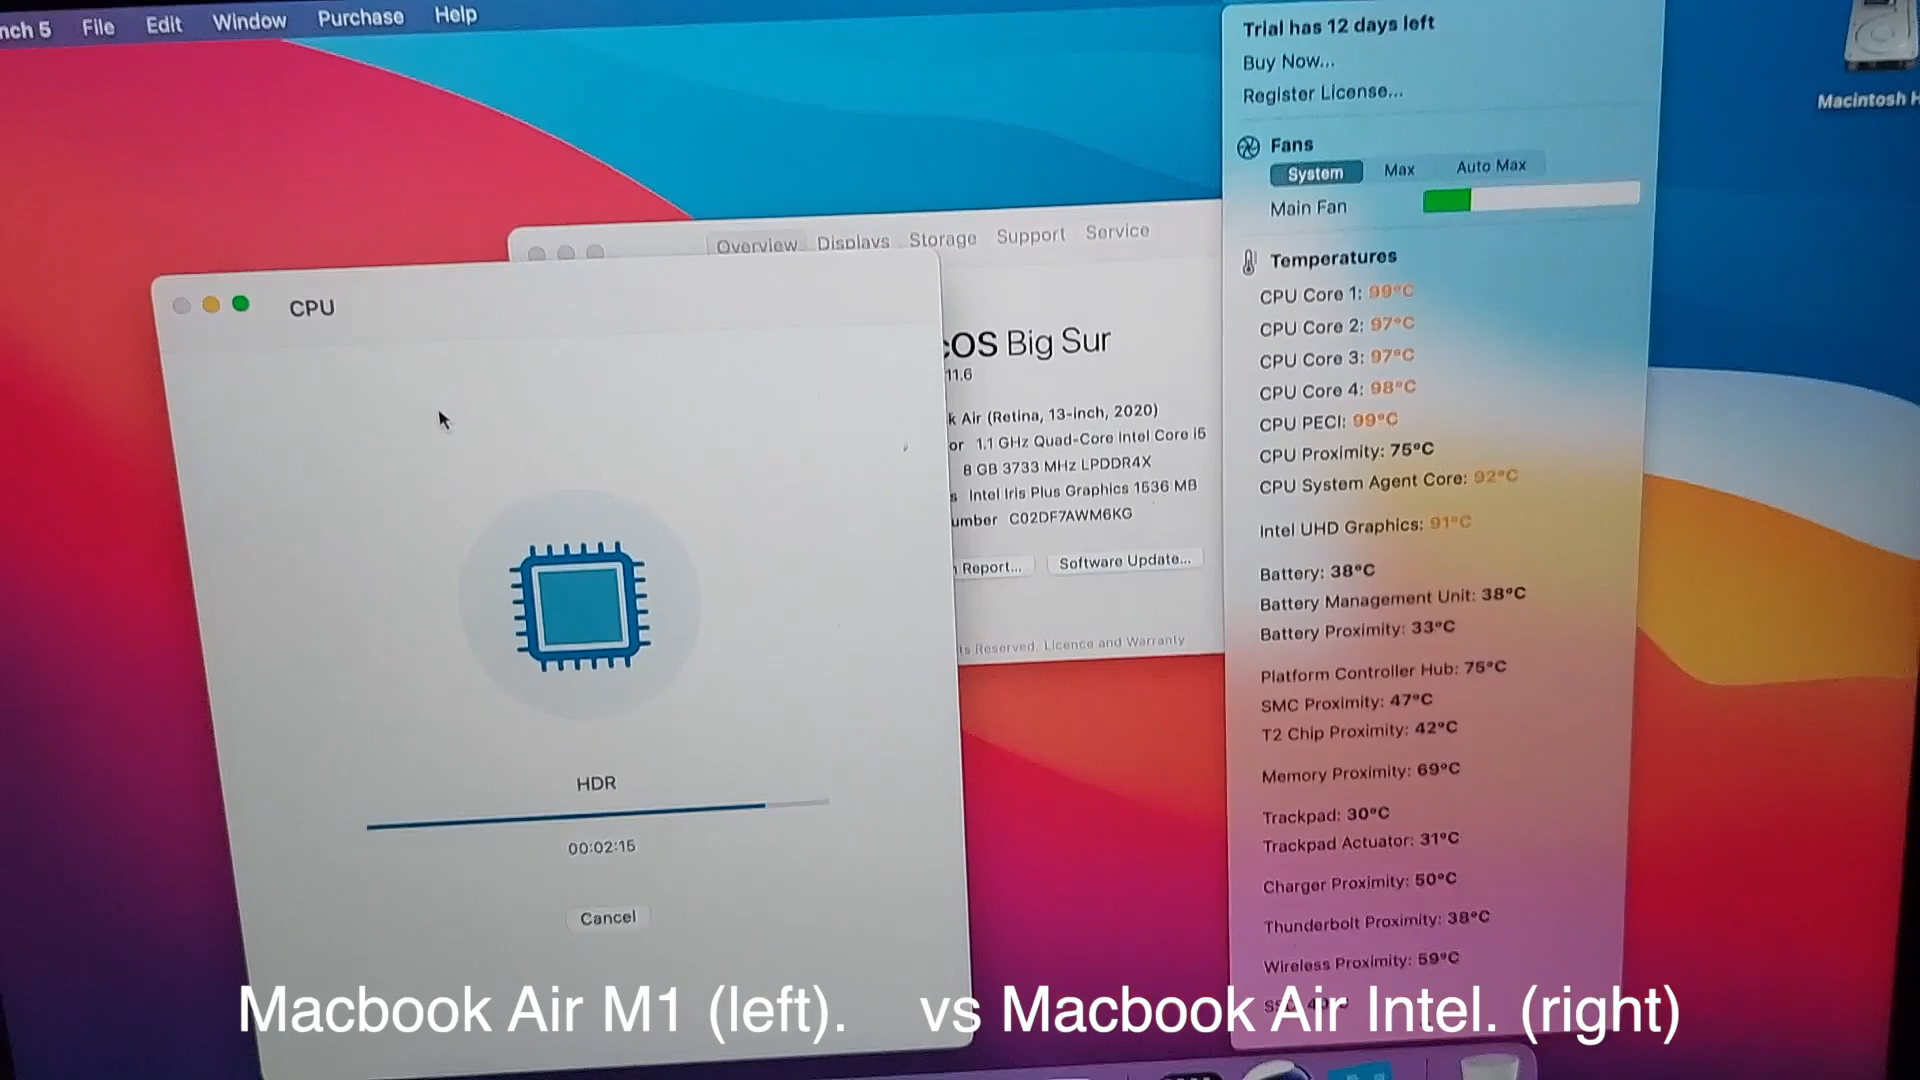 nch 5 File Edit Window Purchase Help
Trial has 12 days left
Buy Now...
Register License...
Macintosh H
Fans
System Max Auto Max
Main Fan
Overview Displays Storage Support Service
CPU
OS Big Sur
11.6
k Air (Retina, 13-inch, 2020)
or 1.1 GHz Quad-Core Intel Core i5
8 GB 3733 MHz LPDDR4X
s Intel Iris Plus Graphics 1536 MB
umber C02DF7AWM6KG
Report... Software Update...
ts Reserved. Licence and Warranty
HDR
00:02:15
Cancel
Temperatures
CPU Core 1: 99°C
CPU Core 2: 97°C
CPU Core 3: 97°C
CPU Core 4: 98°C
CPU PECI: 99°C
CPU Proximity: 75°C
CPU System Agent Core: 92°C
Intel UHD Graphics: 91°C
Battery: 38°C
Battery Management Unit: 38°C
Battery Proximity: 33°C
Platform Controller Hub: 75°C
SMC Proximity: 47°C
T2 Chip Proximity: 42°C
Memory Proximity: 69°C
Trackpad: 30°C
Trackpad Actuator: 31°C
Charger Proximity: 50°C
Thunderbolt Proximity: 38°C
Wireless Proximity: 59°C
Macbook Air M1 (left). vs Macbook Air Intel. (right)